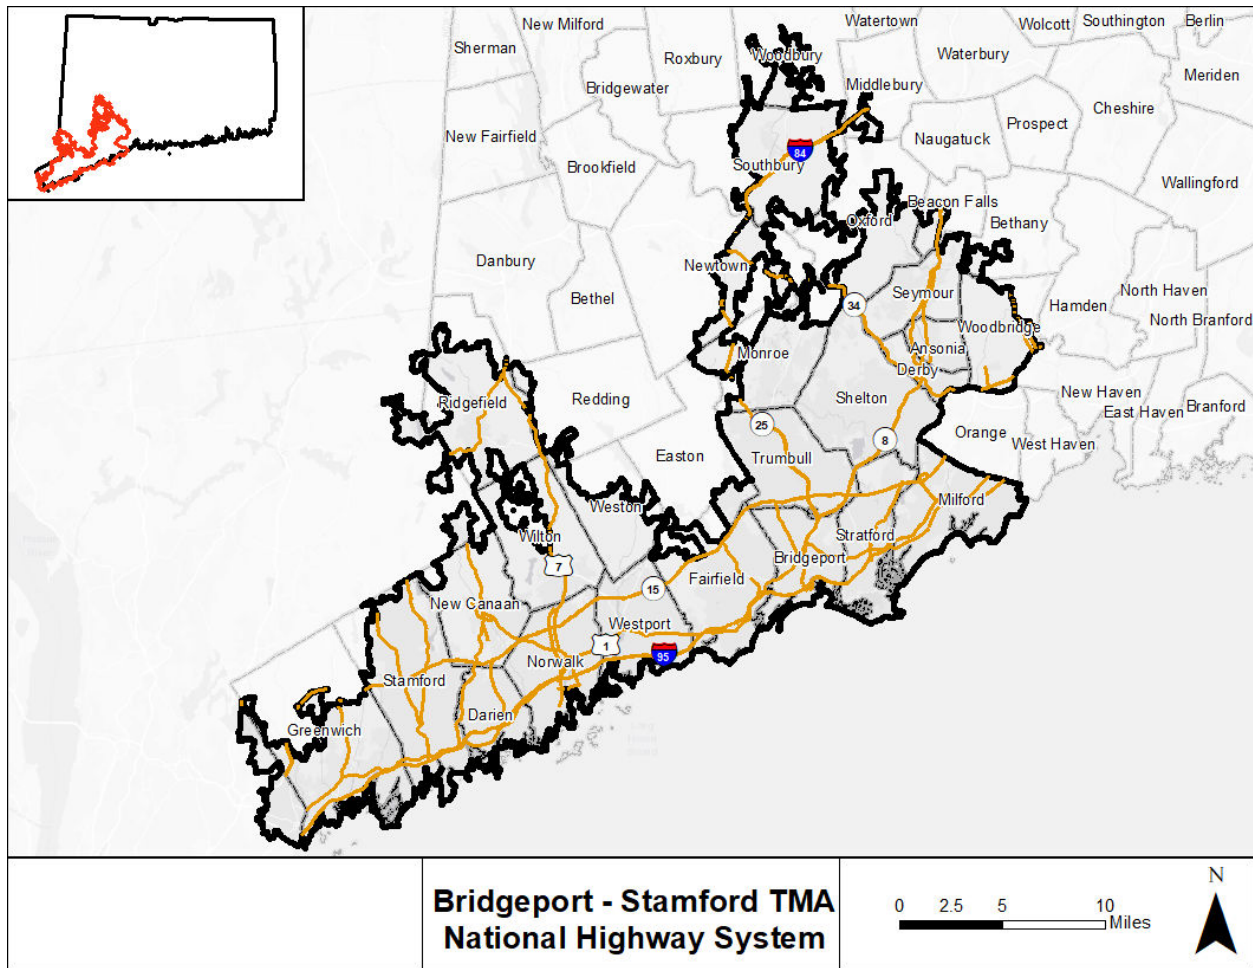 New Milford
Watertown
Wolcott
Southington
Berlin
Sherman
Roxbury
Woodbury
Waterbury
Meriden
Bridgewater
Middlebury
Cheshire
New Fairfield
Prospect
Naugatuck
84
Southbury
Brookfield
Wallingford
Beacon Falls
Oxford
Bethany
Danbury
Newtown
Bethel
Seymour
North Haven
Hamden
34
North Branford
Woodbridge
Ansonia
Monroe
Derby
Ridgefield
Redding
Shelton
New Haven
East Haven
Branford
25
8
Orange
West Haven
Easton
Trumbull
Milford
Weston
Wilton
Stratford
Bridgeport
7
Fairfield
15
New Canaan
Westport
1
95
Norwalk
Stamford
Darien
Greenwich
Bridgeport - Stamford TMA
National Highway System
0 2.5 5 10
Miles
N